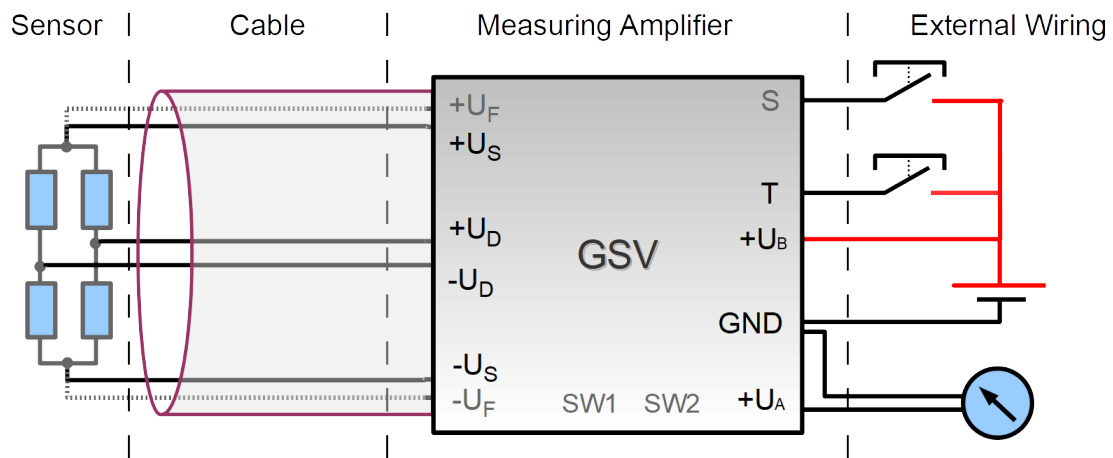 Sensor
Cable
Measuring Amplifier
External Wiring
+UF
S
+US
T
+UD
+UB
GSV
-UD
GND
-US
-UF
SW1
SW2
+UA